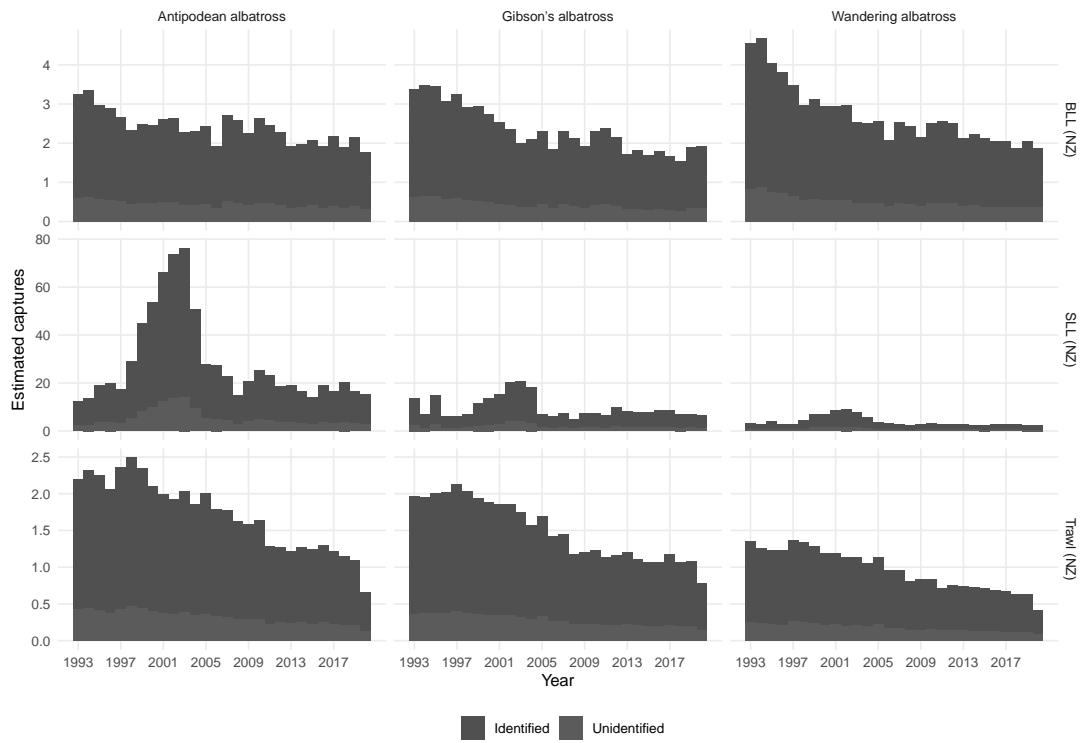 Antipodean albatross
Gibson's albatross
Wandering albatross
4
3
2
1
0
BLL (NZ)
80
60
40
20
0
SLL (NZ)
2.5
2.0
1.5
1.0
0.5
0.0
Trawl (NZ)
Estimated captures
1993 1997 2001 2005 2009 2013 2017
1993 1997 2001 2005 2009 2013 2017
1993 1997 2001 2005 2009 2013 2017
Year
Identified
Unidentified